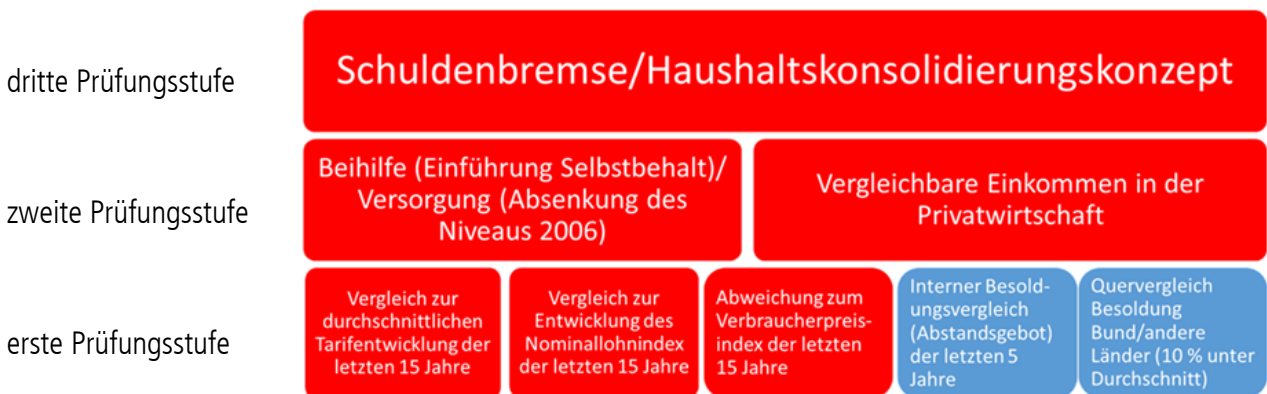 dritte Prüfungsstufe
Schuldenbremse/Haushaltskonsolidierungskonzept
zweite Prüfungsstufe
Beihilfe (Einführung Selbstbehalt)/
Versorgung (Absenkung des
Niveaus 2006)
Vergleichbare Einkommen in der
Privatwirtschaft
erste Prüfungsstufe
Vergleich zur
durchschnittlichen
Tarifentwicklung der
letzten 15 Jahre
Vergleich zur
Entwicklung des
Nominallohnindex
der letzten 15 Jahre
Abweichung zum
Verbraucherpreis-
index der letzten
15 Jahre
Interner Besold-
ungsvergleich
(Abstandsgebot)
der letzten 5
Jahre
Quervergleich
Besoldung
Bund/andere
Länder (10 % unter
Durchschnitt)